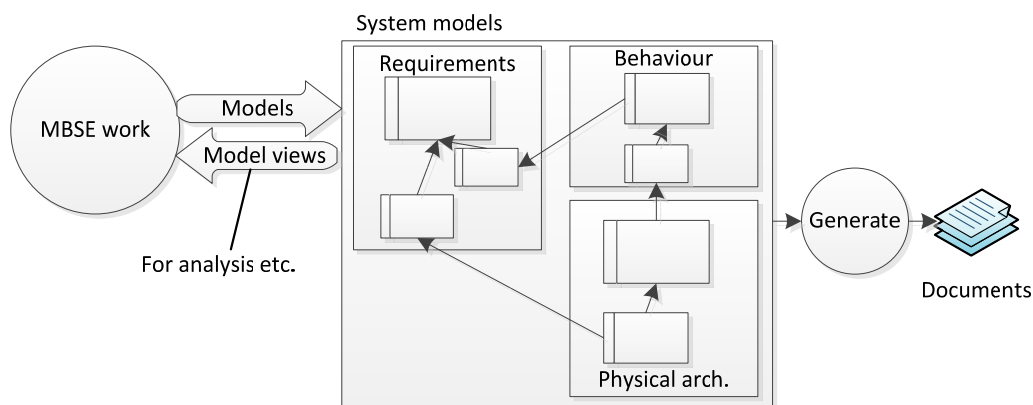 System models
Requirements
Behaviour
MBSE work
Models
Model views
For analysis etc.
Physical arch.
Generate
Documents